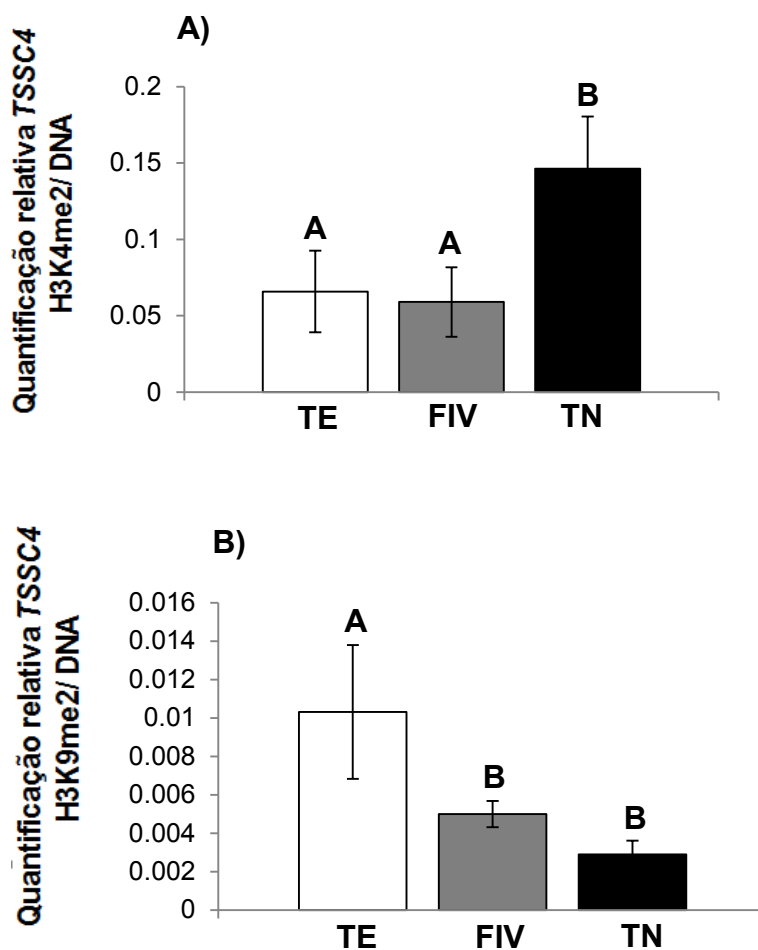 A)
Quantificação relativa TSSC4
H3K4me2/ DNA
0.2
0.15
0.1
0.05
0
A
A
B
TE
FIV
TN
B)
Quantificação relativa TSSC4
H3K9me2/ DNA
0.016
0.014
0.012
0.01
0.008
0.006
0.004
0.002
0
A
B
B
TE
FIV
TN